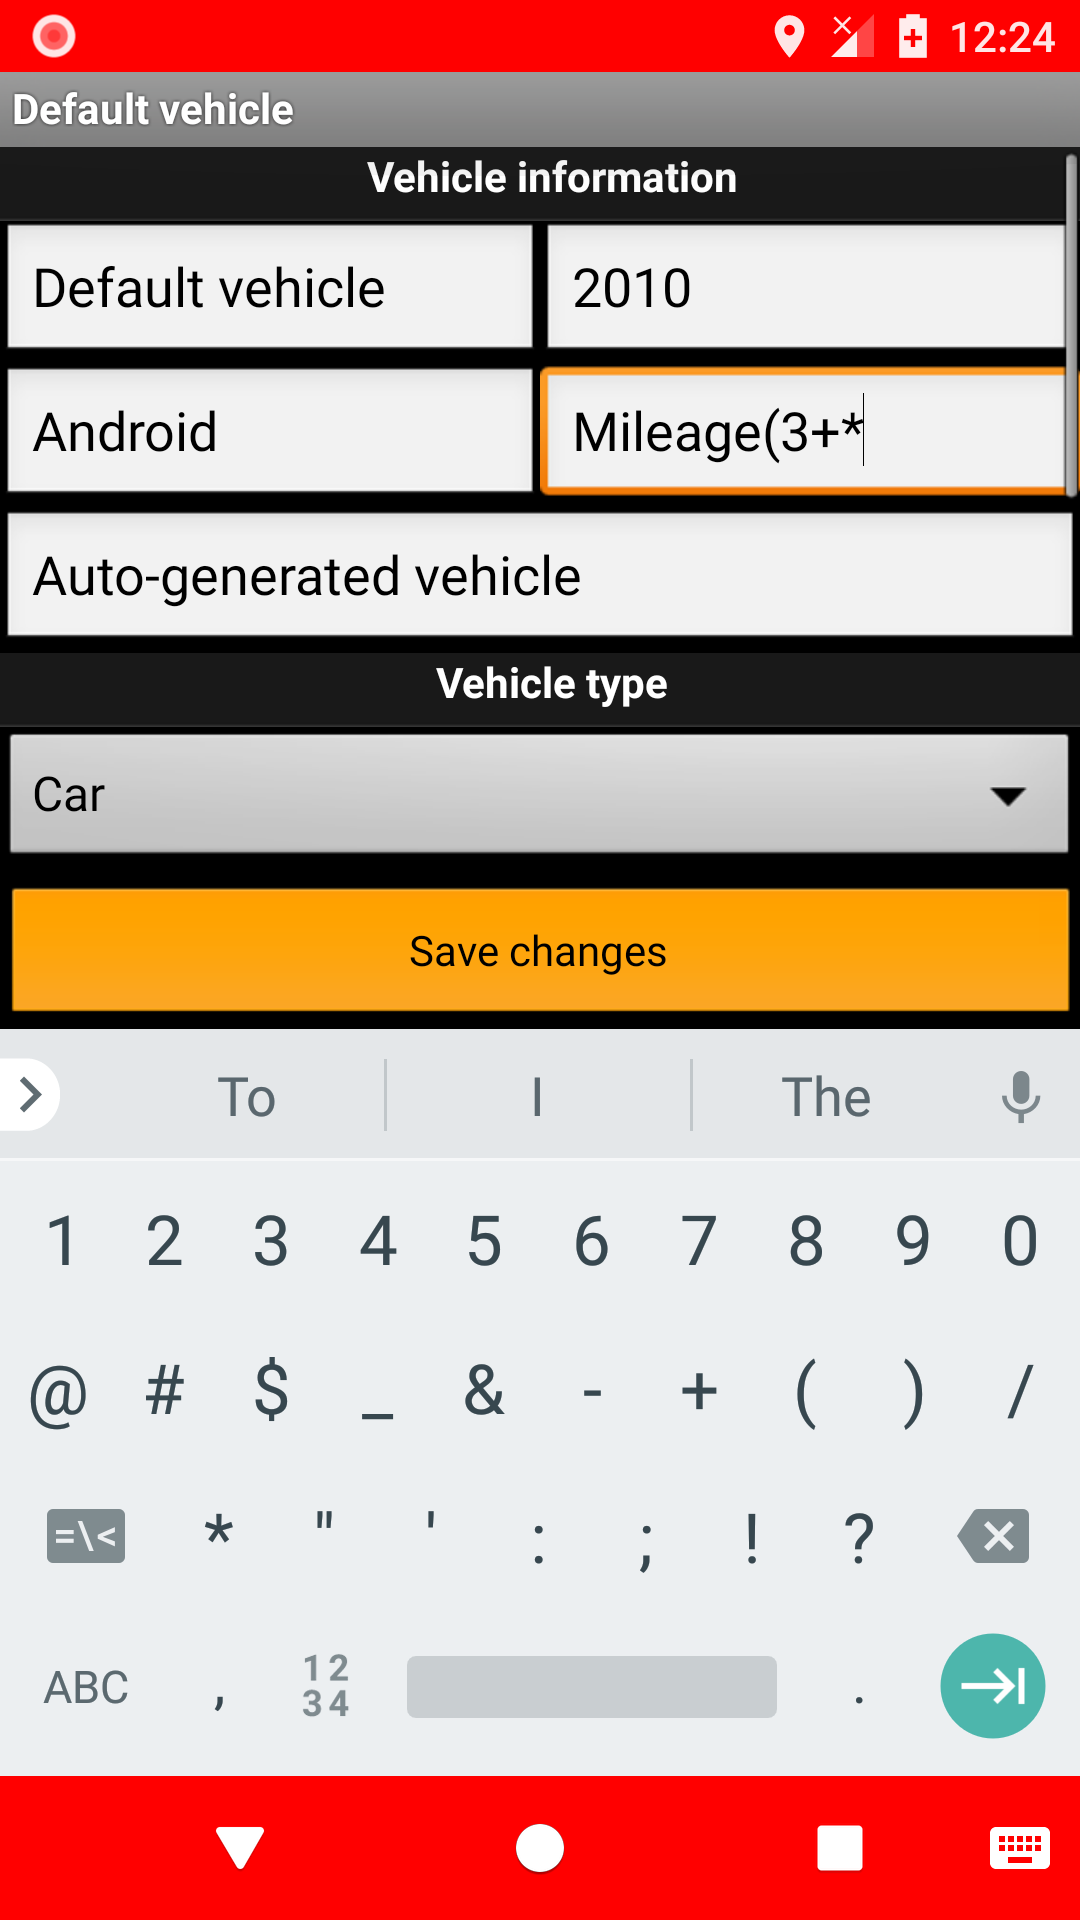 12:24
Default vehicle
Vehicle information
Default vehicle 2010
Android Mileage(3+*
Auto-generated vehicle
Vehicle type
Car
Save changes
To I The
1 2 3 4 5 6 7 8 9 0
@ # $ _ & - + ( ) /
=\< * " ' : ; ! ?
ABC , 12 34 .